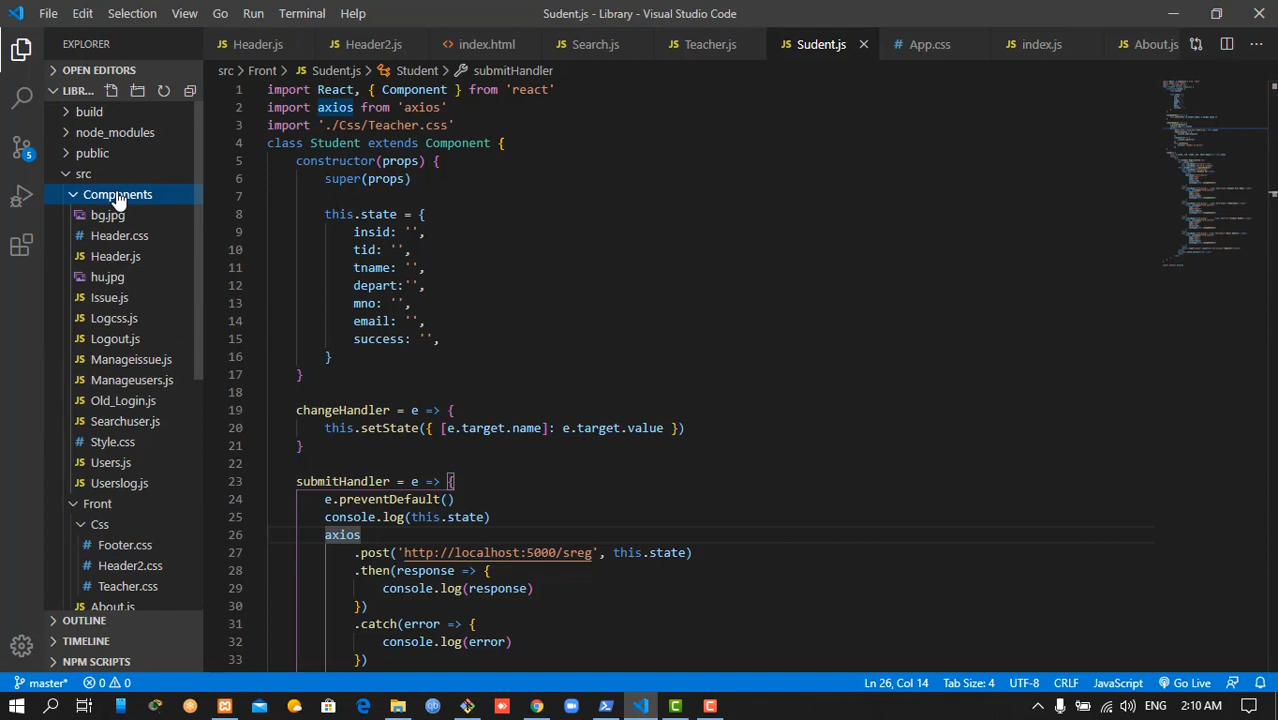 File Edit Selection View Go Run Terminal Help Sudent.js - Library - Visual Studio Code
EXPLORER
Header.js Header2.js index.html Search.js Teacher.js Sudent.js App.css index.js About.js
OPEN EDITORS
LIBR...
src > Front > Sudent.js > Student > submitHandler
build
node_modules
public
src
Components
bg.jpg
Header.css
Header.js
hu.jpg
Issue.js
Logcss.js
Logout.js
Manageissue.js
Manageusers.js
Old_Login.js
Searchuser.js
Style.css
Users.js
Userslog.js
Front
Css
Footer.css
Header2.css
Teacher.css
About.js
OUTLINE
TIMELINE
NPM SCRIPTS
5
1 import React, { Component } from 'react'
2 import axios from 'axios'
3 import './Css/Teacher.css'
4 class Student extends Component {
5 constructor(props) {
6 super(props)
7
8 this.state = {
9 insid: '',
10 tid: '',
11 tname: '',
12 depart:'',
13 mno: '',
14 email: '',
15 success: '',
16 }
17 }
18
19 changeHandler = e => {
20 this.setState({ [e.target.name]: e.target.value })
21 }
22
23 submitHandler = e => {
24 e.preventDefault()
25 console.log(this.state)
26 axios
27 .post('http://localhost:5000/sreg', this.state)
28 .then(response => {
29 console.log(response)
30 })
31 .catch(error => {
32 console.log(error)
33 })
master* 0 0 Ln 26, Col 14 Tab Size: 4 UTF-8 CRLF JavaScript Go Live
2:10 AM